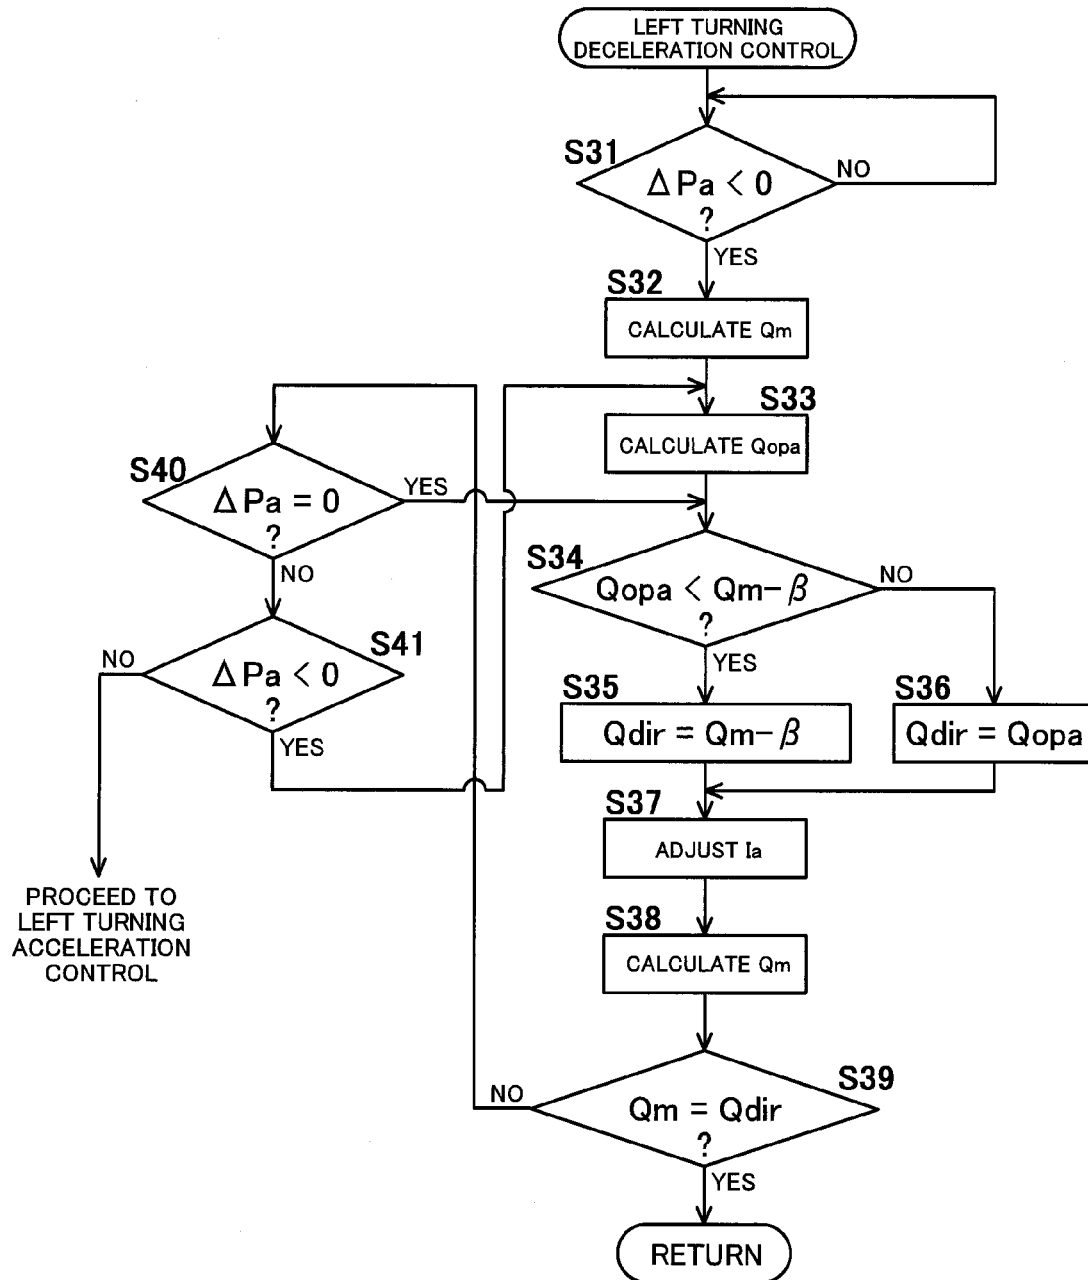 LEFT TURNING
DECELERATION CONTROL
S31
ΔPa < 0
?
NO
YES
S32
CALCULATE Qm
S33
CALCULATE Qopa
S40
ΔPa = 0
?
YES
NO
S34
Qopa < Qm-β
?
NO
YES
S41
ΔPa < 0
?
NO
YES
S35
Qdir = Qm-β
S36
Qdir = Qopa
S37
ADJUST Ia
PROCEED TO
LEFT TURNING
ACCELERATION
CONTROL
S38
CALCULATE Qm
S39
Qm = Qdir
?
NO
YES
RETURN